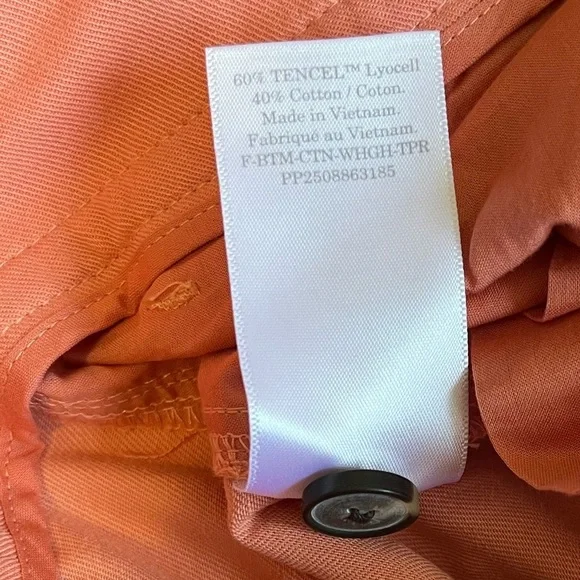 60% TENCEL™ Lyocell
40% Cotton / Coton.
Made in Vietnam.
Fabriqué au Vietnam.
F-BTM-CTN-WHGH-TPR
PP2508863185